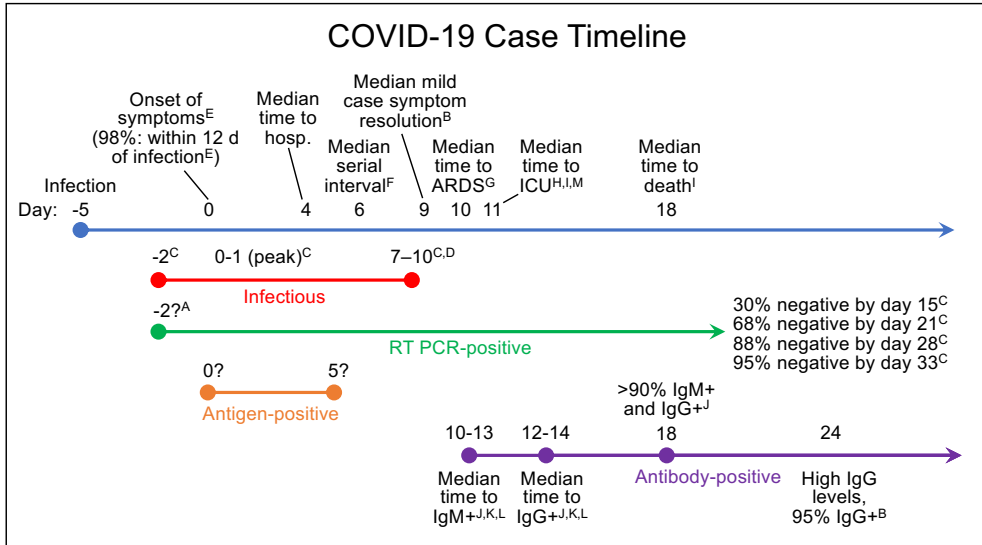 COVID-19 Case Timeline
Onset of
symptomsE
(98%: within 12 d
of infectionE)
Median
time to
hosp.
Median
serial
intervalF
Median mild
case symptom
resolutionB
Median
time to
ARDSG
Median
time to
ICUH,I,M
Median
time to
deathI
Infection
Day: -5 0 4 6 9 10 11 18
-2C 0-1 (peak)C 7–10C,D
Infectious
-2?A
RT PCR-positive
30% negative by day 15C
68% negative by day 21C
88% negative by day 28C
95% negative by day 33C
0? 5?
Antigen-positive
>90% IgM+
and IgG+J
10-13 12-14 18 24
Antibody-positive
Median
time to
IgM+J,K,L
Median
time to
IgG+J,K,L
High IgG
levels,
95% IgG+B